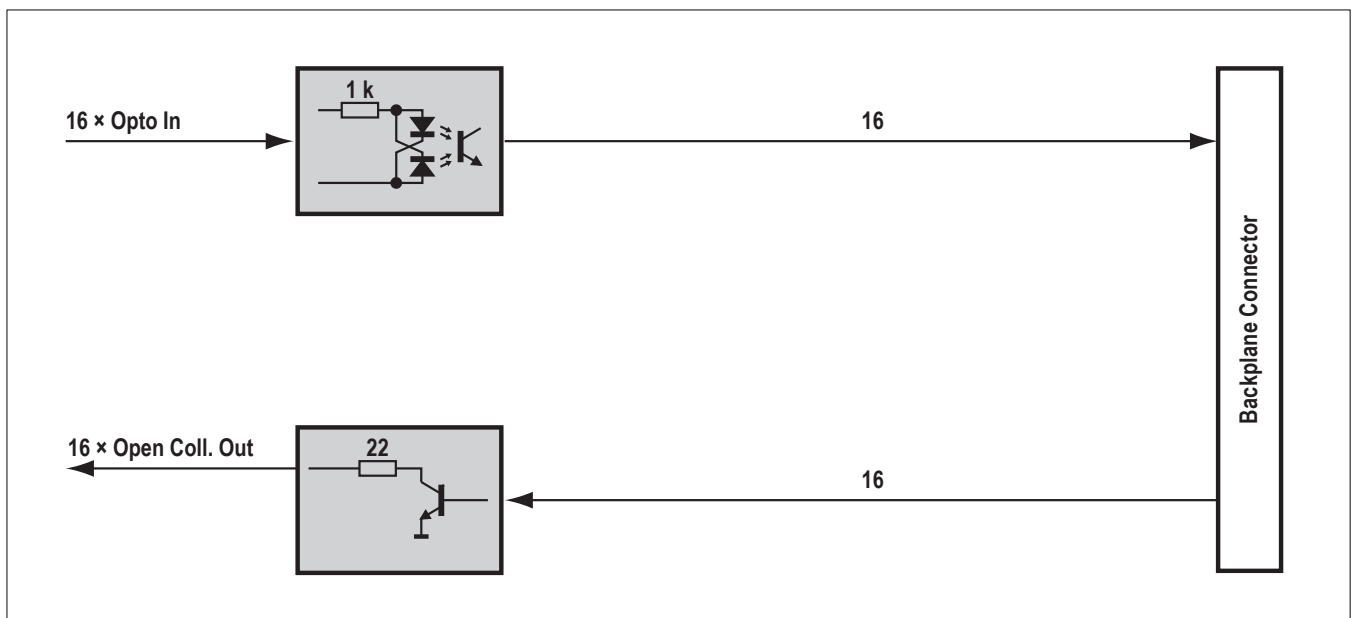 1 k
16 × Opto In
16
Backplane Connector
16 × Open Coll. Out
22
16